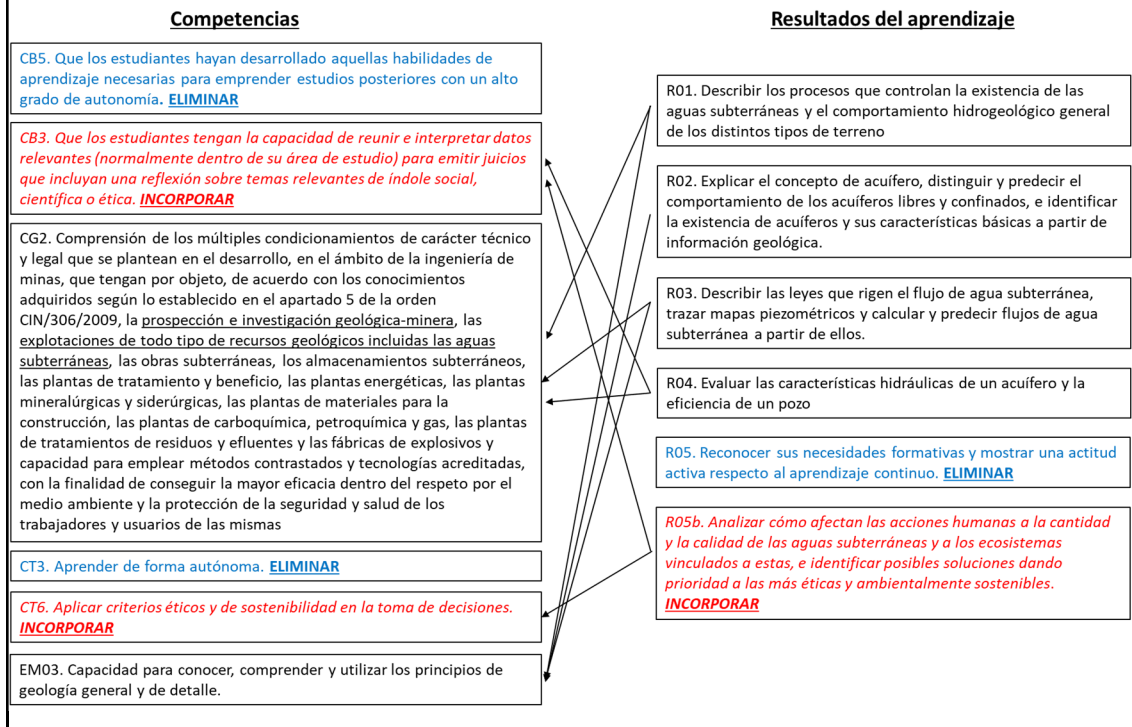 Competencias
CB5. Que los estudiantes hayan desarrollado aquellas habilidades de
aprendizaje necesarias para emprender estudios posteriores con un alto
grado de autonomía. ELIMINAR
CB3. Que los estudiantes tengan la capacidad de reunir e interpretar datos
relevantes (normalmente dentro de su área de estudio) para emitir juicios
que incluyan una reflexión sobre temas relevantes de índole social,
científica o ética. INCORPORAR
CG2. Comprensión de los múltiples condicionamientos de carácter técnico
y legal que se plantean en el desarrollo, en el ámbito de la ingeniería de
minas, que tengan por objeto, de acuerdo con los conocimientos
adquiridos según lo establecido en el apartado 5 de la orden
CIN/306/2009, la prospección e investigación geológica-minera, las
explotaciones de todo tipo de recursos geológicos incluidas las aguas
subterráneas, las obras subterráneas, los almacenamientos subterráneos,
las plantas de tratamiento y beneficio, las plantas energéticas, las plantas
mineralúrgicas y siderúrgicas, las plantas de materiales para la
construcción, las plantas de carboquímica, petroquímica y gas, las plantas
de tratamientos de residuos y efluentes y las fábricas de explosivos y
capacidad para emplear métodos contrastados y tecnologías acreditadas,
con la finalidad de conseguir la mayor eficacia dentro del respeto por el
medio ambiente y la protección de la seguridad y salud de los
trabajadores y usuarios de las mismas
CT3. Aprender de forma autónoma. ELIMINAR
CT6. Aplicar criterios éticos y de sostenibilidad en la toma de decisiones.
INCORPORAR
EM03. Capacidad para conocer, comprender y utilizar los principios de
geología general y de detalle.
Resultados del aprendizaje
R01. Describir los procesos que controlan la existencia de las
aguas subterráneas y el comportamiento hidrogeológico general
de los distintos tipos de terreno
R02. Explicar el concepto de acuífero, distinguir y predecir el
comportamiento de los acuíferos libres y confinados, e identificar
la existencia de acuíferos y sus características básicas a partir de
información geológica.
R03. Describir las leyes que rigen el flujo de agua subterránea,
trazar mapas piezométricos y calcular y predecir flujos de agua
subterránea a partir de ellos.
R04. Evaluar las características hidráulicas de un acuífero y la
eficiencia de un pozo
R05. Reconocer sus necesidades formativas y mostrar una actitud
activa respecto al aprendizaje continuo. ELIMINAR
R05b. Analizar cómo afectan las acciones humanas a la cantidad
y la calidad de las aguas subterráneas y a los ecosistemas
vinculados a estas, e identificar posibles soluciones dando
prioridad a las más éticas y ambientalmente sostenibles.
INCORPORAR